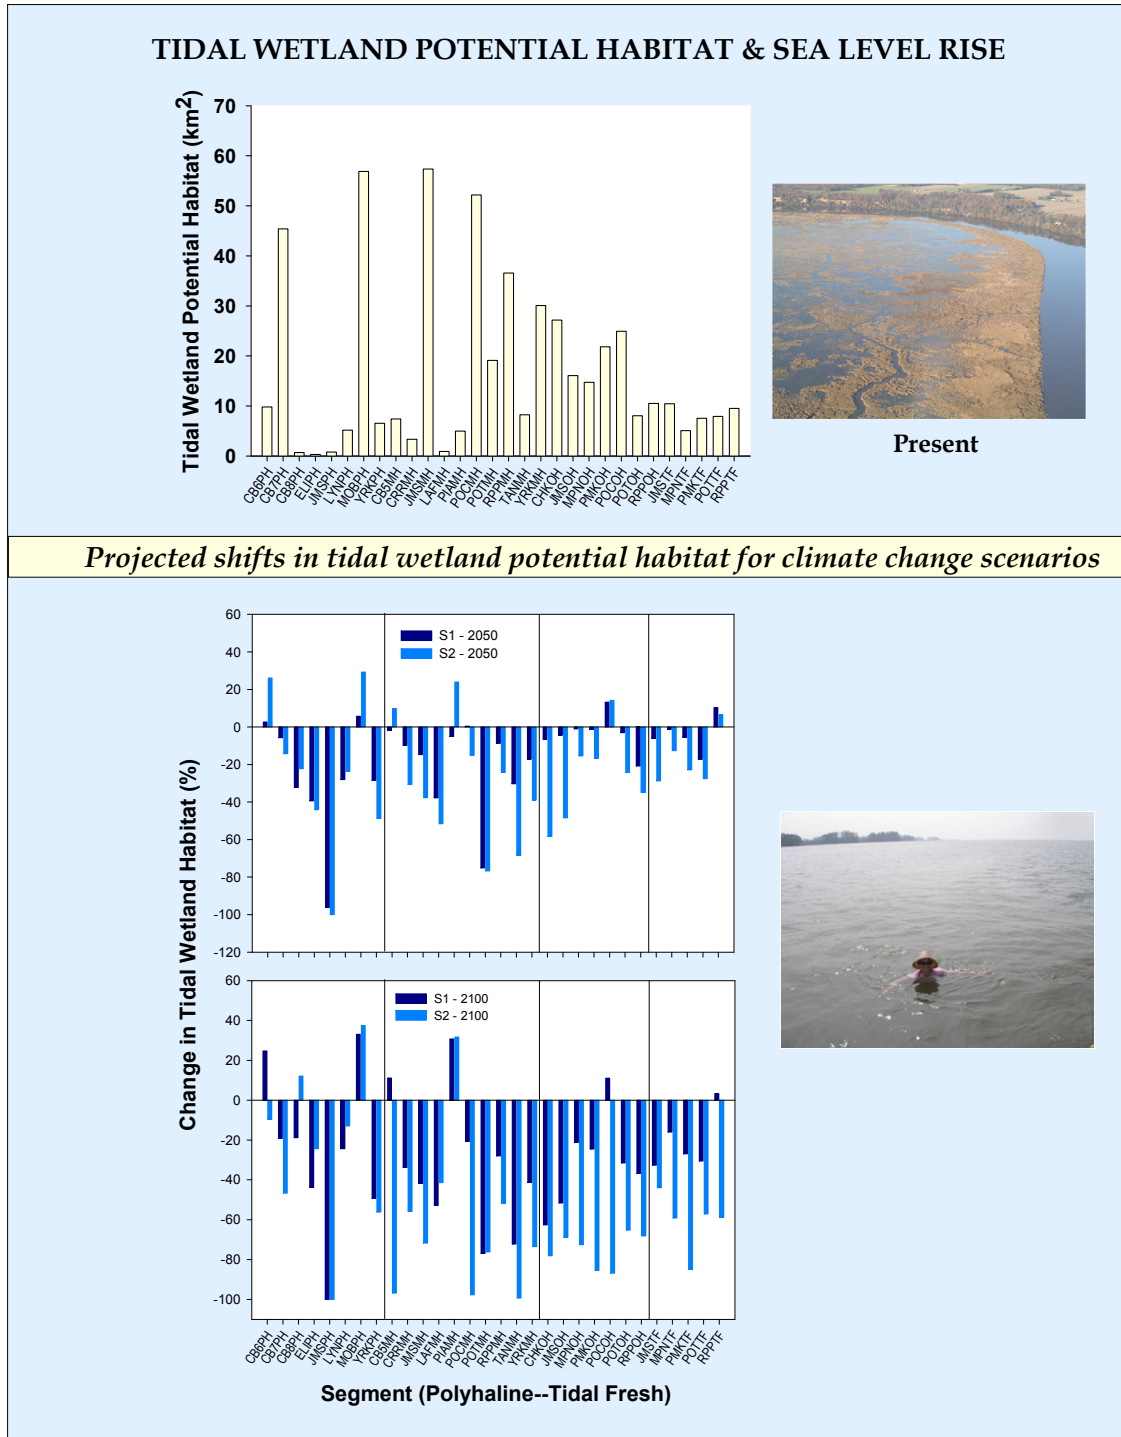 TIDAL WETLAND POTENTIAL HABITAT & SEA LEVEL RISE
Tidal Wetland Potential Habitat (km2)
70
60
50
40
30
20
10
0
CB6PH
CB7PH
CB8PH
ELIPH
JMSPH
LYNPH
MOBPH
YRKPH
CB5MH
CRRMH
JMSMH
LAFMH
PIAMH
POCMH
POTMH
RPPMH
TANMH
YRKMH
CHKOH
JMSOH
MPNOH
PMKOH
POCOH
POTOH
RPPOH
JMSTF
MPNTF
PMKTF
POTTF
RPPTF
Present
Projected shifts in tidal wetland potential habitat for climate change scenarios
Change in Tidal Wetland Habitat (%)
60
40
20
0
-20
-40
-60
-80
-100
-120
S1 - 2050
S2 - 2050
60
40
20
0
-20
-40
-60
-80
-100
S1 - 2100
S2 - 2100
CB6PH
CB7PH
CB8PH
ELIPH
JMSPH
LYNPH
MOBPH
YRKPH
CB5MH
CRRMH
JMSMH
LAFMH
PIAMH
POCMH
POTMH
RPPMH
TANMH
YRKMH
CHKOH
JMSOH
MPNOH
PMKOH
POCOH
POTOH
RPPOH
JMSTF
MPNTF
PMKTF
POTTF
RPPTF
Segment (Polyhaline--Tidal Fresh)